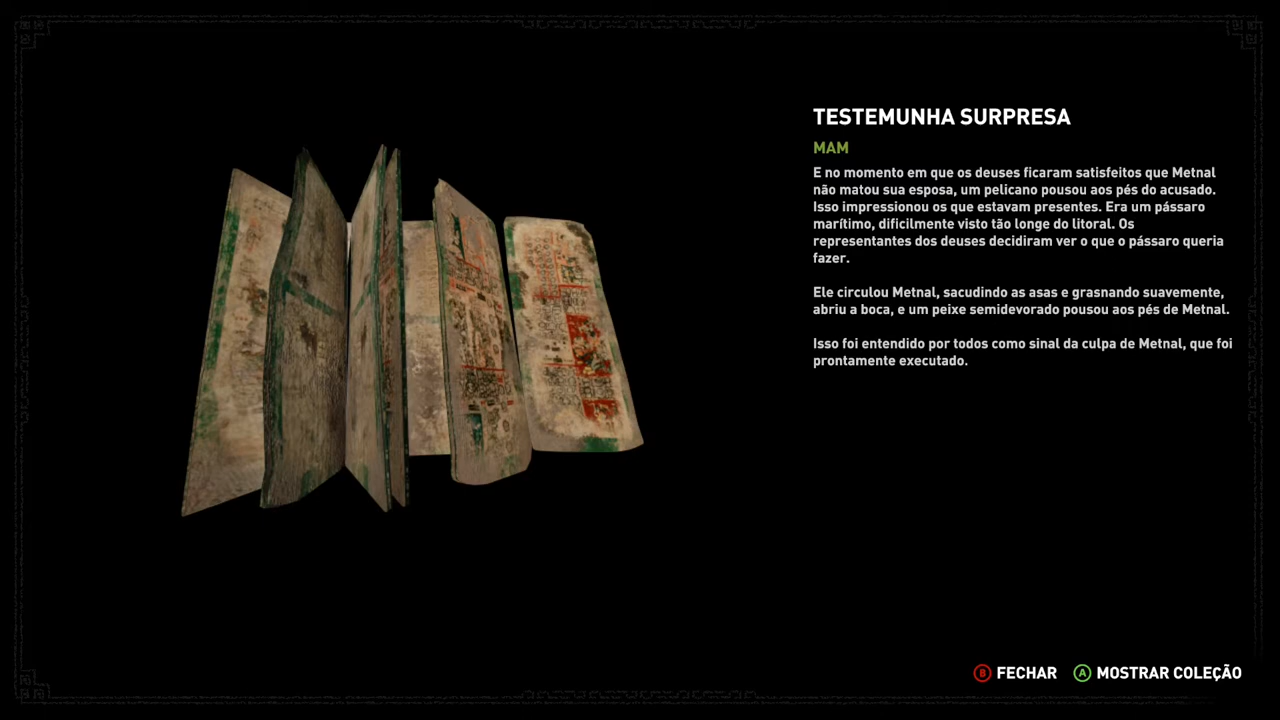 TESTEMUNHA SURPRESA
MAM
E no momento em que os deuses ficaram satisfeitos que Metnal
não matou sua esposa, um pelicano pousou aos pés do acusado.
Isso impressionou os que estavam presentes. Era um pássaro
marítimo, dificilmente visto tão longe do litoral. Os
representantes dos deuses decidiram ver o que o pássaro queria
fazer.
Ele circulou Metnal, sacudindo as asas e grasnando suavemente,
abriu a boca, e um peixe semidevorado pousou aos pés de Metnal.
Isso foi entendido por todos como sinal da culpa de Metnal, que foi
prontamente executado.
B FECHAR A MOSTRAR COLEÇÃO